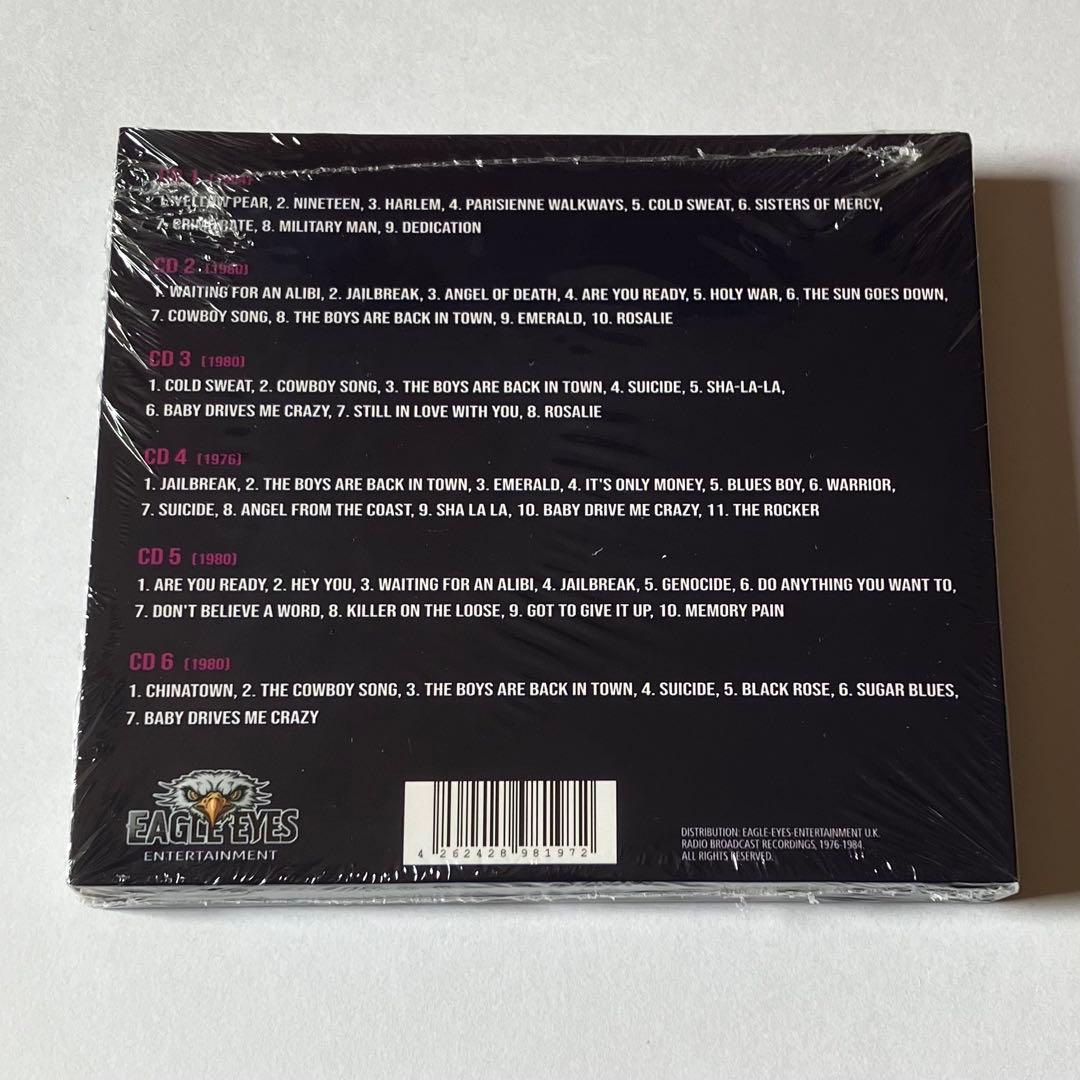 CD 1 (1984)
1. YELLOW PEAR, 2. NINETEEN, 3. HARLEM, 4. PARISIENNE WALKWAYS, 5. COLD SWEAT, 6. SISTERS OF MERCY,
7. 8. MILITARY MAN, 9. DEDICATION
CD 2 (1980)
1. WAITING FOR AN ALIBI, 2. JAILBREAK, 3. ANGEL OF DEATH, 4. ARE YOU READY, 5. HOLY WAR, 6. THE SUN GOES DOWN,
7. COWBOY SONG, 8. THE BOYS ARE BACK IN TOWN, 9. EMERALD, 10. ROSALIE
CD 3 (1980)
1. COLD SWEAT, 2. COWBOY SONG, 3. THE BOYS ARE BACK IN TOWN, 4. SUICIDE, 5. SHA-LA-LA,
6. BABY DRIVES ME CRAZY, 7. STILL IN LOVE WITH YOU, 8. ROSALIE
CD 4 (1976)
1. JAILBREAK, 2. THE BOYS ARE BACK IN TOWN, 3. EMERALD, 4. IT'S ONLY MONEY, 5. BLUES BOY, 6. WARRIOR,
7. SUICIDE, 8. ANGEL FROM THE COAST, 9. SHA LA LA, 10. BABY DRIVE ME CRAZY, 11. THE ROCKER
CD 5 (1980)
1. ARE YOU READY, 2. HEY YOU, 3. WAITING FOR AN ALIBI, 4. JAILBREAK, 5. GENOCIDE, 6. DO ANYTHING YOU WANT TO,
7. DON'T BELIEVE A WORD, 8. KILLER ON THE LOOSE, 9. GOT TO GIVE IT UP, 10. MEMORY PAIN
CD 6 (1980)
1. CHINATOWN, 2. THE COWBOY SONG, 3. THE BOYS ARE BACK IN TOWN, 4. SUICIDE, 5. BLACK ROSE, 6. SUGAR BLUES,
7. BABY DRIVES ME CRAZY
EAGLE EYES
ENTERTAINMENT
4 262428 981972
DISTRIBUTION: EAGLE-EYES-ENTERTAINMENT U.K.
RADIO BROADCAST RECORDINGS, 1976-1984.
ALL RIGHTS RESERVED.